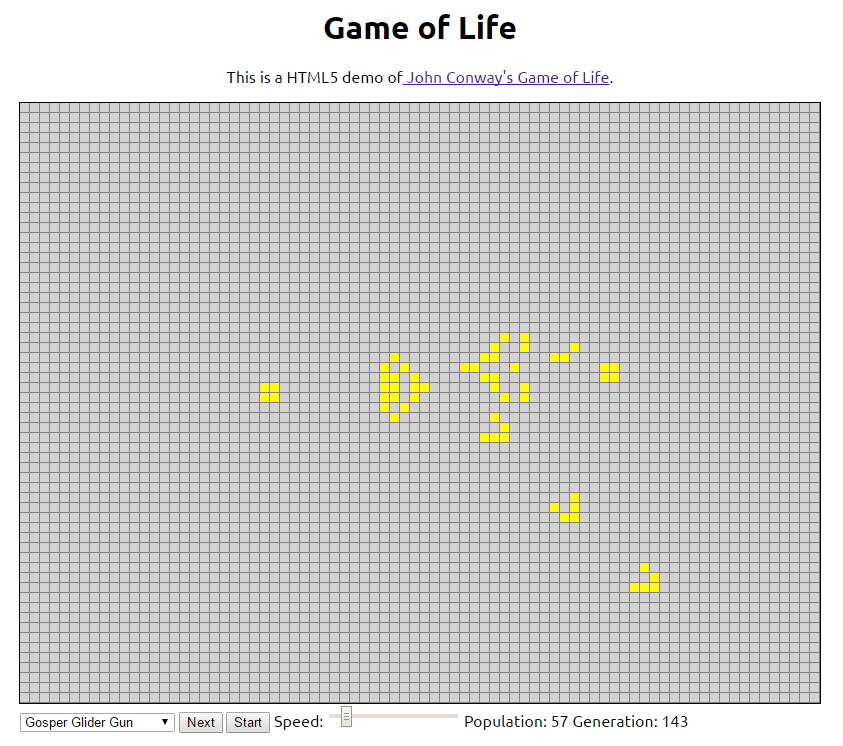 Game of Life
This is a HTML5 demo of John Conway's Game of Life.
Gosper Glider Gun Next Start Speed: Population: 57 Generation: 143